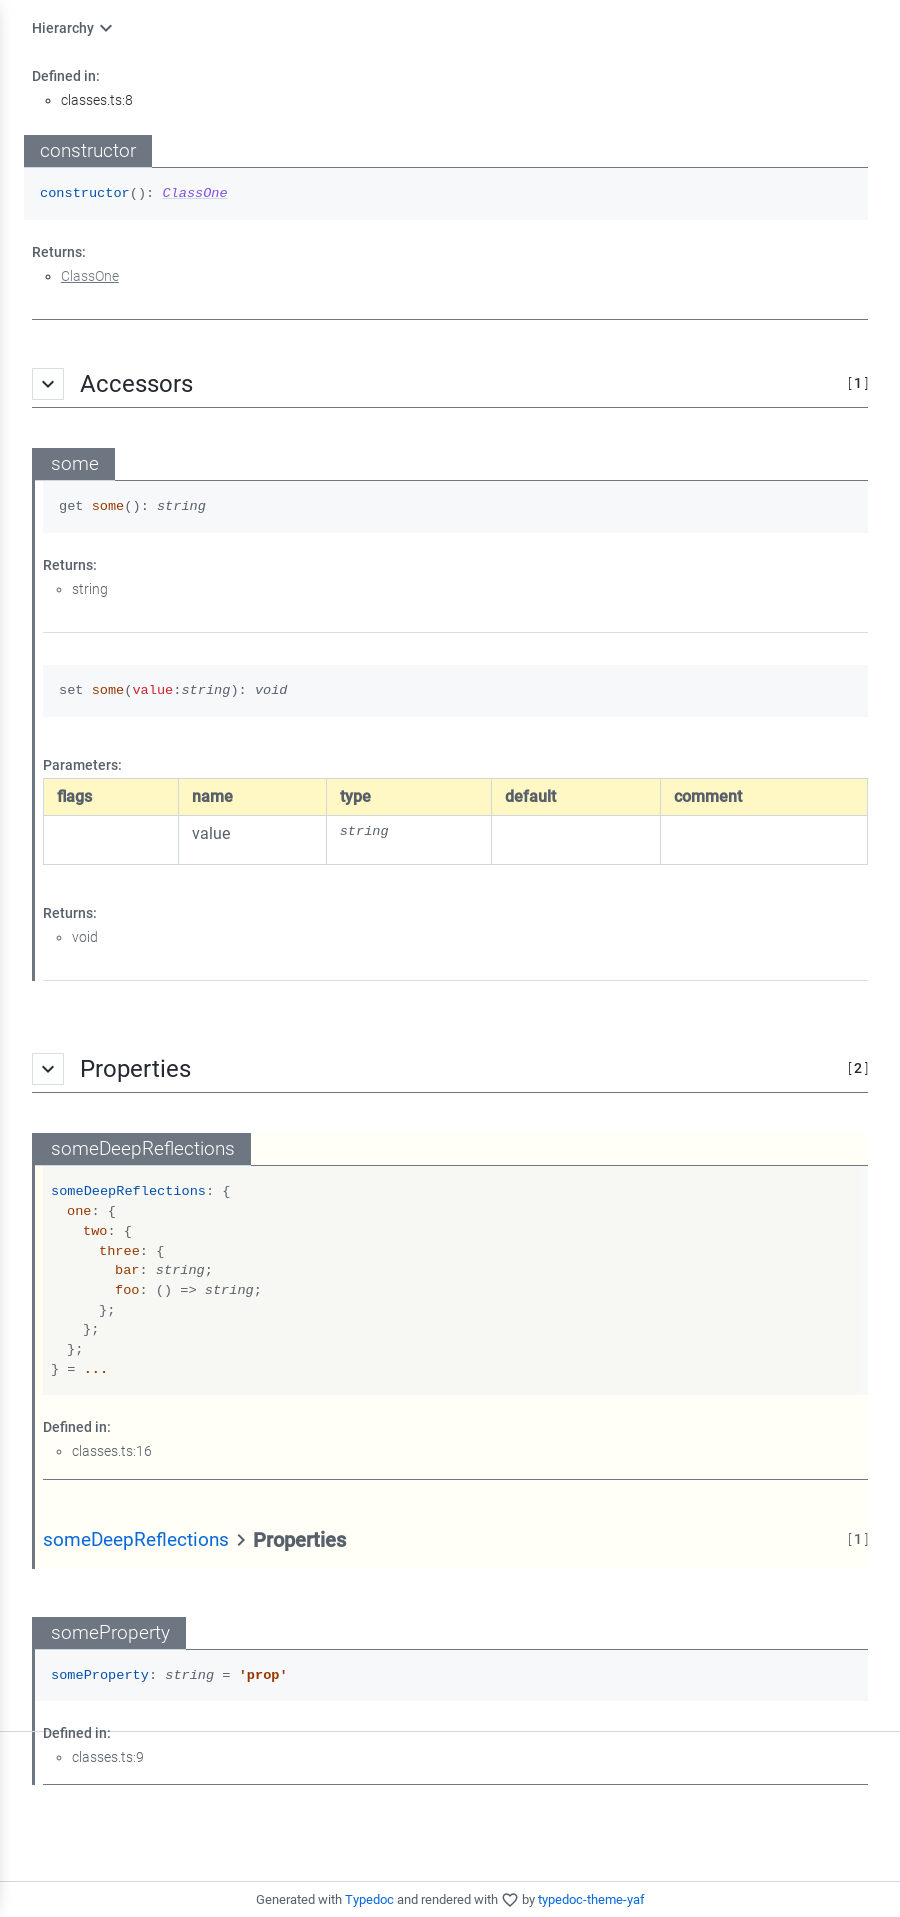 Hierarchy
Defined in:
classes.ts:8
constructor
constructor(): ClassOne
Returns:
ClassOne
Accessors [ 1 ]
some
get some(): string
Returns:
string
set some(value:string): void
Parameters:
flags name type default comment
value string
Returns:
void
Properties [ 2 ]
someDeepReflections
someDeepReflections: {
one: {
two: {
three: {
bar: string;
foo: () => string;
};
};
};
} = ...
Defined in:
classes.ts:16
someDeepReflections > Properties [ 1 ]
someProperty
someProperty: string = 'prop'
Defined in:
classes.ts:9
Generated with Typedoc and rendered with ♡ by typedoc-theme-yaf